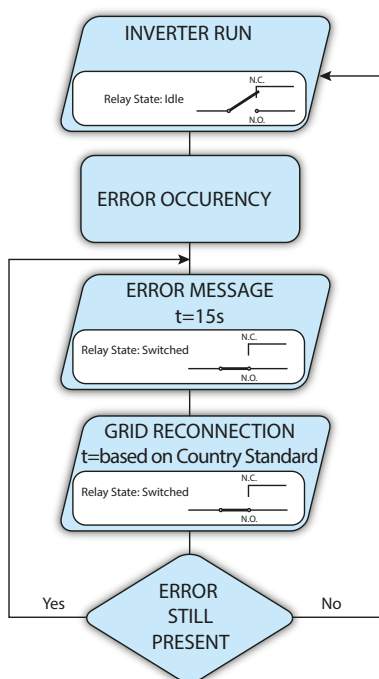 INVERTER RUN
N.C.
Relay State: Idle
N.O.
ERROR OCCURENCY
ERROR MESSAGE
t=15s
N.C.
Relay State: Switched
N.O.
GRID RECONNECTION
t=based on Country Standard
N.C.
Relay State: Switched
N.O.
Yes
ERROR
STILL
PRESENT
No